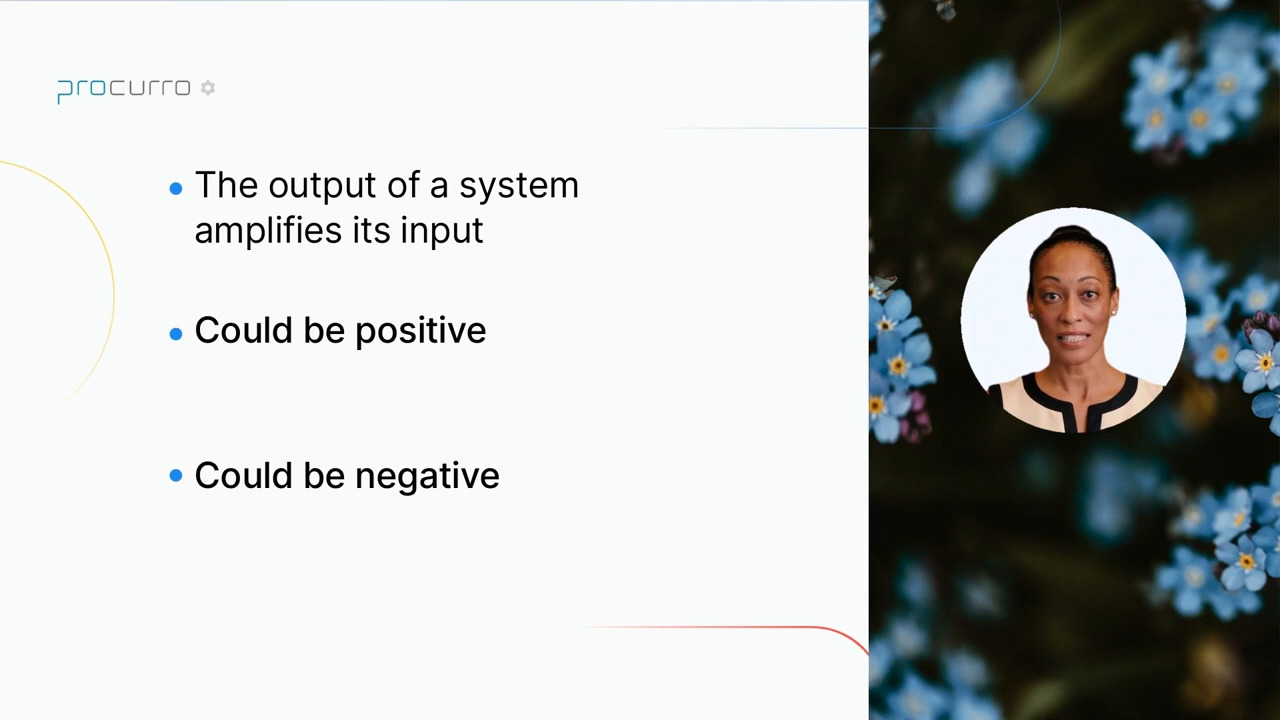 procurro
The output of a system
amplifies its input
Could be positive
Could be negative